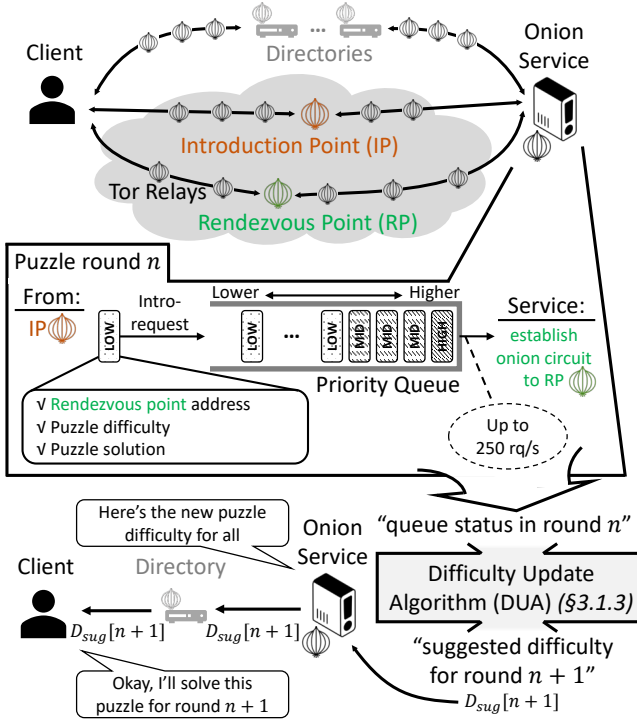 Client
Directories
Onion
Service
Introduction Point (IP)
Tor Relays
Rendezvous Point (RP)
Puzzle round n
From:
IP
LOW
Intro-
request
Lower
Higher
LOW
...
LOW
MID
MID
MID
HIGH
Priority Queue
Service:
establish
onion circuit
to RP
√ Rendezvous point address
√ Puzzle difficulty
√ Puzzle solution
Up to
250 rq/s
Here's the new puzzle
difficulty for all
Onion
Service
Client
Directory
D_sug[n + 1]
D_sug[n + 1]
Okay, I'll solve this
puzzle for round n + 1
“queue status in round n”
Difficulty Update
Algorithm (DUA) (§3.1.3)
“suggested difficulty
for round n + 1”
D_sug[n + 1]